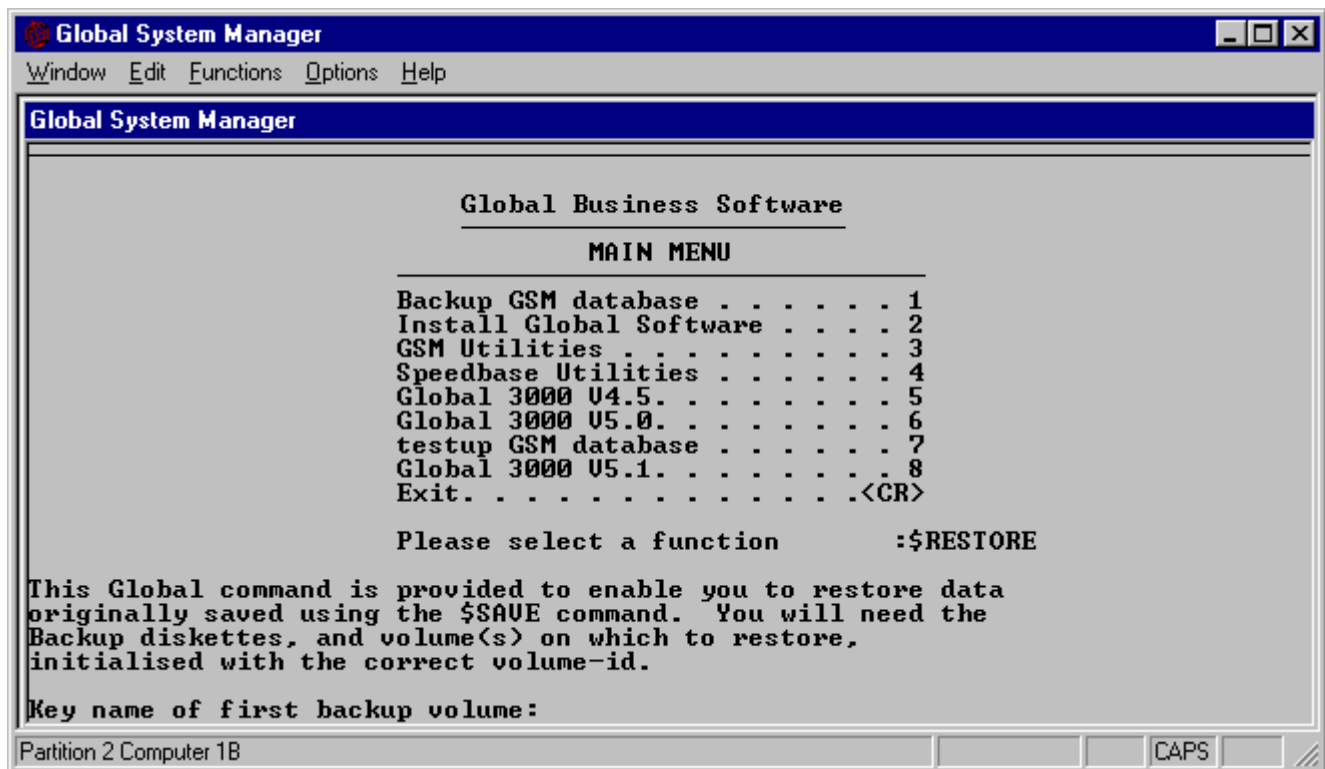 Global System Manager
Window Edit Functions Options Help
Global System Manager
Global Business Software
MAIN MENU
Backup GSM database . . . . . . 1
Install Global Software . . . . 2
GSM Utilities . . . . . . . . . 3
Speedbase Utilities . . . . . . 4
Global 3000 V4.5. . . . . . . . 5
Global 3000 V5.0. . . . . . . . 6
testup GSM database . . . . . . 7
Global 3000 V5.1. . . . . . . . 8
Exit. . . . . . . . . . . . . .<CR>
Please select a function :$RESTORE
This Global command is provided to enable you to restore data
originally saved using the $SAVE command. You will need the
Backup diskettes, and volume(s) on which to restore,
initialised with the correct volume-id.
Key name of first backup volume:
Partition 2 Computer 1B CAPS